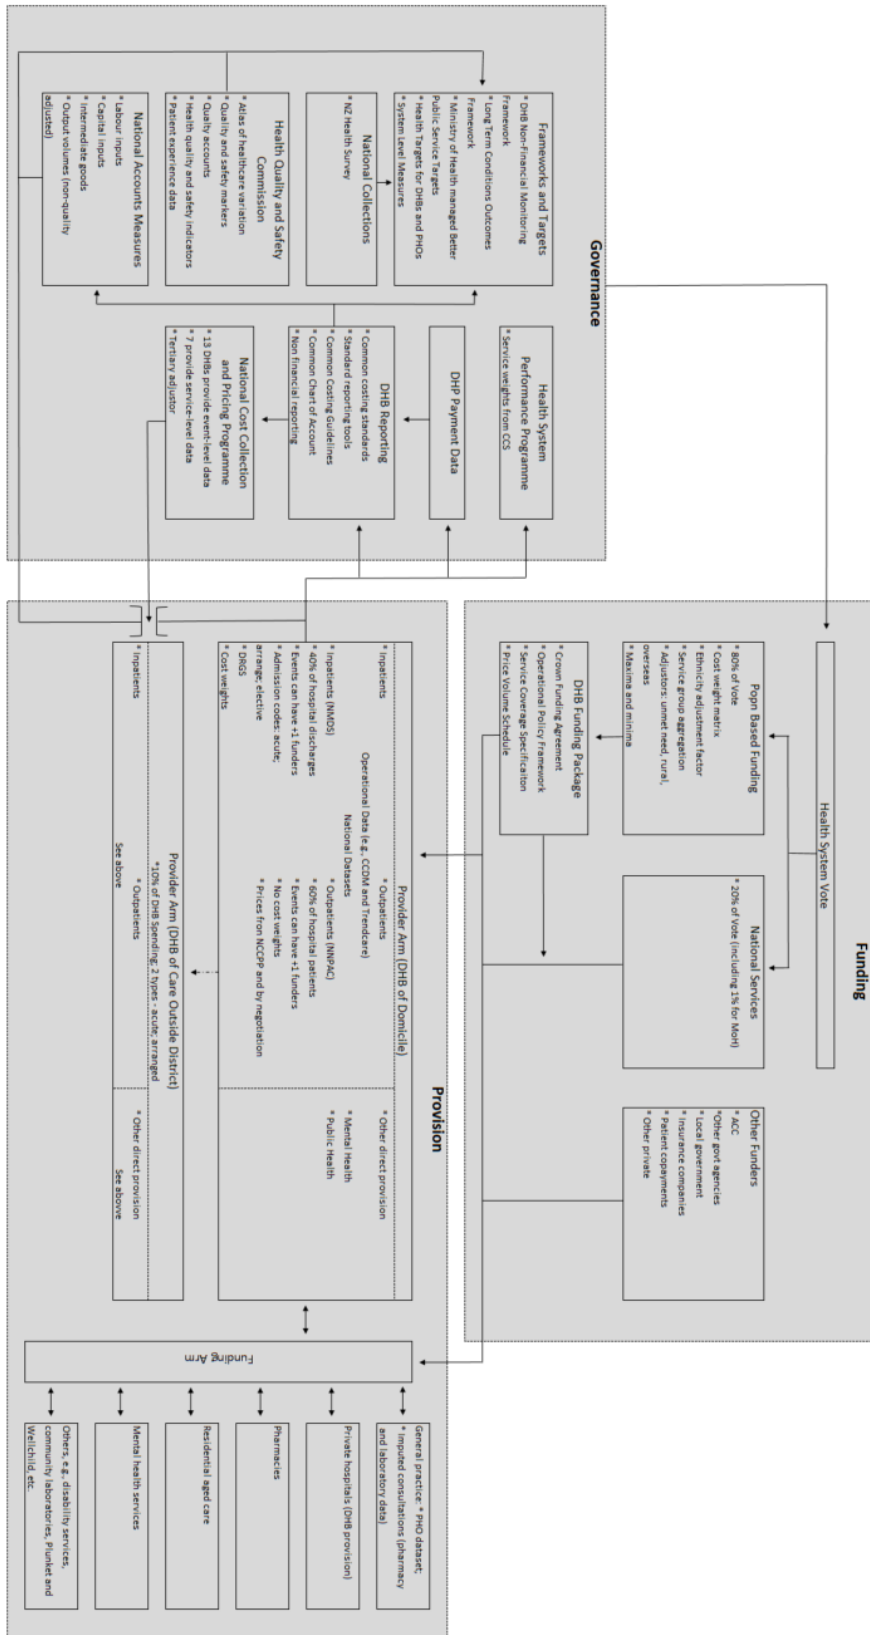 Funding
Health System Vote
Popn Based Funding
* 80% of Vote
* Cost weight matrix
* Ethnicity adjustment factor
* Service group aggregation
* Adjustors: unmet need, rural,
overseas
* Maxima and minima
National Services
* 20% of Vote (including 1% for MoH)
Other Funders
* ACC
*Other govt agencies
* Local government
* Insurance companies
* Patient copayments
* Other private
DHB Funding Package
* Crown Funding Agreement
* Operational Policy Framework
* Service Coverage Specificaiton
* Price Volume Schedule
Governance
Frameworks and Targets
* DHB Non-Financial Monitoring
Framework
* Long Term Conditions Outcomes
Framework
* Ministry of Health managed Better
Public Service Targets
* Health Targets for DHBs and PHOs
* System Level Measures
National Collections
* NZ Health Survey
Health Quality and Safety
Commission
* Atlas of healthcare variation
* Quality and safety markers
* Qualty accounts
* Health quality and safety indicators
* Patient experience data
National Accounts Measures
* Labour inputs
* Capital inputs
* Intermediate goods
* Output volumes (non-quality
adjusted)
Health System
Performance Programme
* Service weights from CCS
DHP Payment Data
DHB Reporting
* Common costing standards
* Standard reporting tools
* Common Costing Guidelines
* Common Chart of Account
* Non financial reporting
National Cost Collection
and Pricing Programme
* 13 DHBs provide event-level data
* 7 provide service-level data
* Tertiary adjustor
Provision
Provider Arm (DHB of Domicile)
* Inpatients
* Outpatients
* Other direct provision
Operational Data (e.g., CCDM and Trendcare)
National Datasets
* Inpatients (NMDS)
* 40% of hospital discharges
* Events can have +1 funders
* Admission codes: acute;
arrange; elective
* DRGS
* Cost weights
* Outpatients (NNPAC)
* 60% of hospital patients
* Events can have +1 funders
* No cost weights
* Prices fron NCCPP and by negotiation
* Mental Health
* Public Health
Provider Arm (DHB of Care Outside District)
*10% of DHB Spending; 2 types - acute; arranged
* Inpatients
* Outpatients
* Other direct provision
See above
See abovve
Funding Arm
General practice: * PHO dataset;
* Imputed consultations (pharmacy
and laboratory data)
Private hospitals (DHB provision)
Pharmacies
Residential aged care
Mental health services
Others, e.g., disability services,
community laboratories, Plunket and
Wellchild, etc.